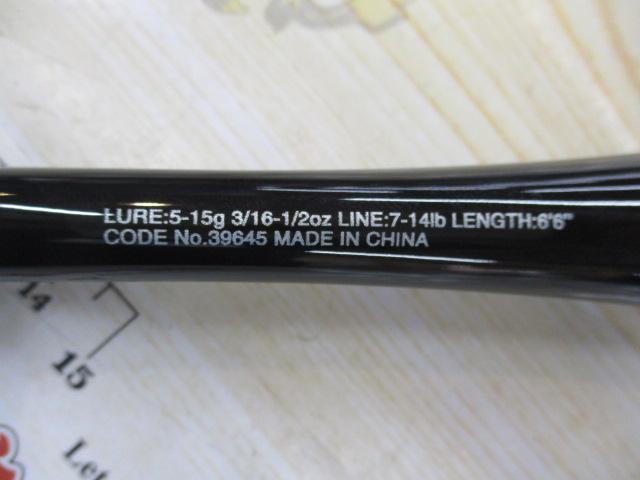 LURE:5-15g 3/16-1/2oz LINE:7-14lb LENGTH:6'6"
CODE No.39645 MADE IN CHINA
14
15
Let